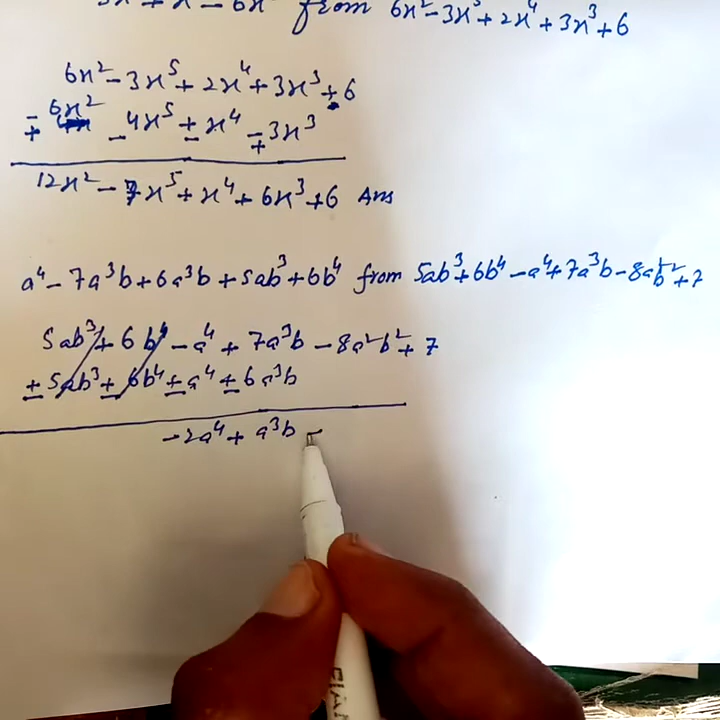 from 6x²-3x⁵+2x⁴+3x³+6
6x²-3x⁵+2x⁴+3x³+6
6x² -4x⁵+x⁴-3x³
12x²-7x⁵+x⁴+6x³+6 Ans
a⁴-7a³b+6a³b+5ab³+6b⁴ from 5ab³+6b⁴-a⁴+7a³b-8a²b²+7
5ab³+6b⁴-a⁴+7a³b-8a²b²+7
+5ab³+6b⁴+a⁴+6a³b
-2a⁴+a³b-